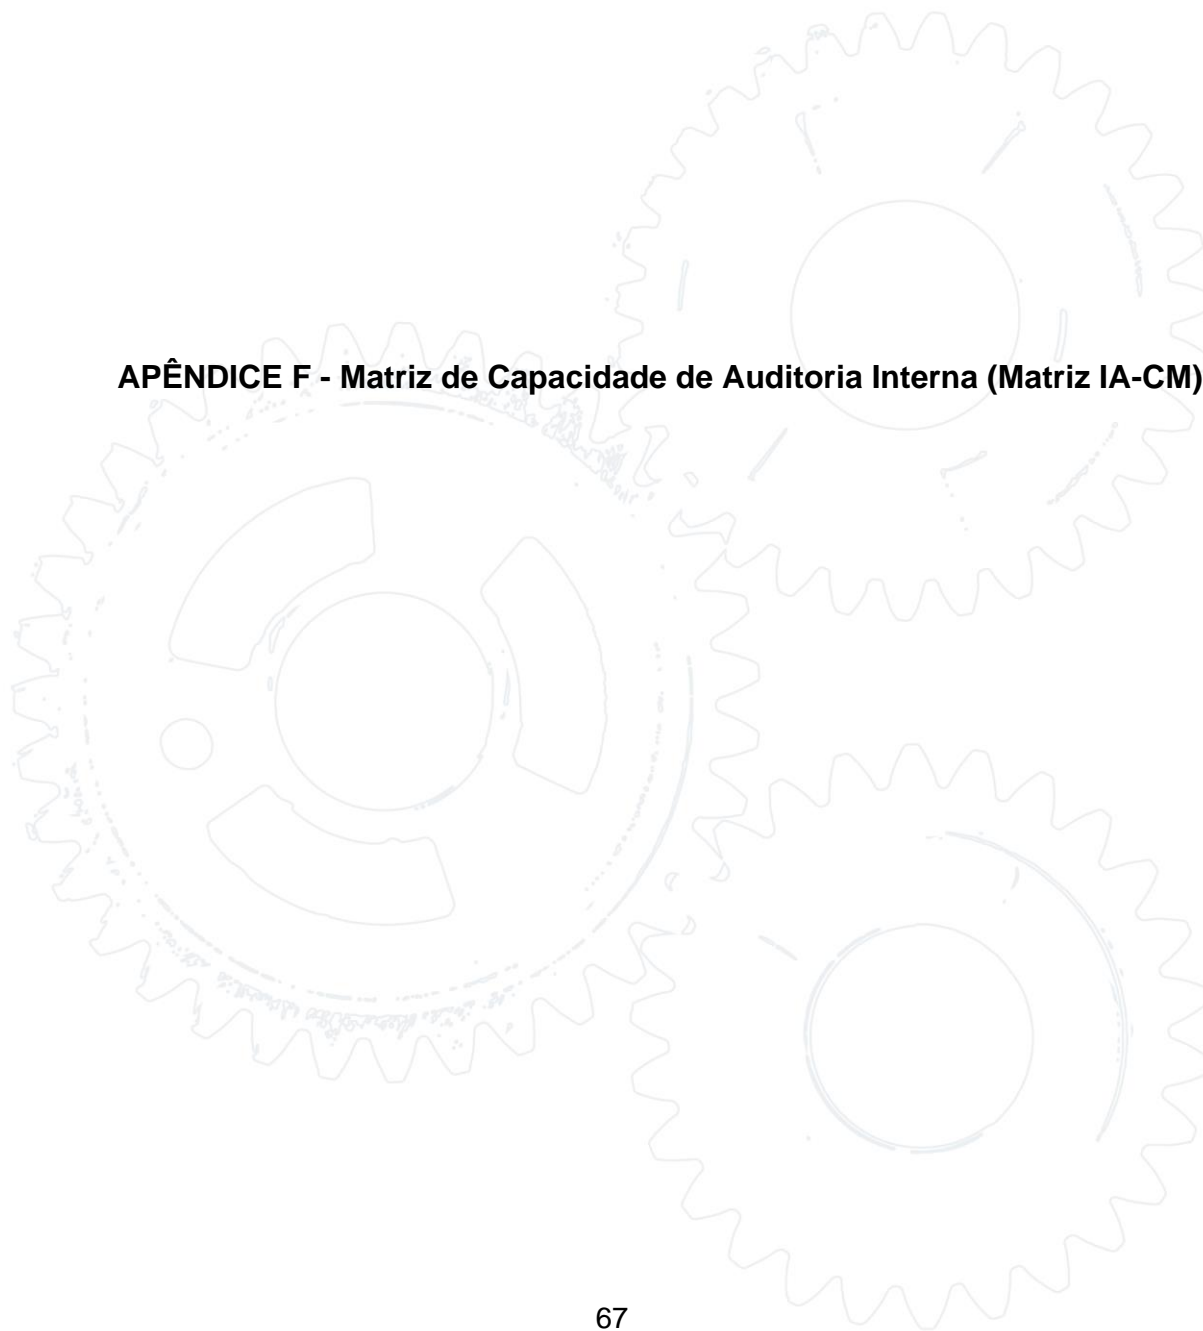 APÊNDICE F - Matriz de Capacidade de Auditoria Interna (Matriz IA-CM)
67